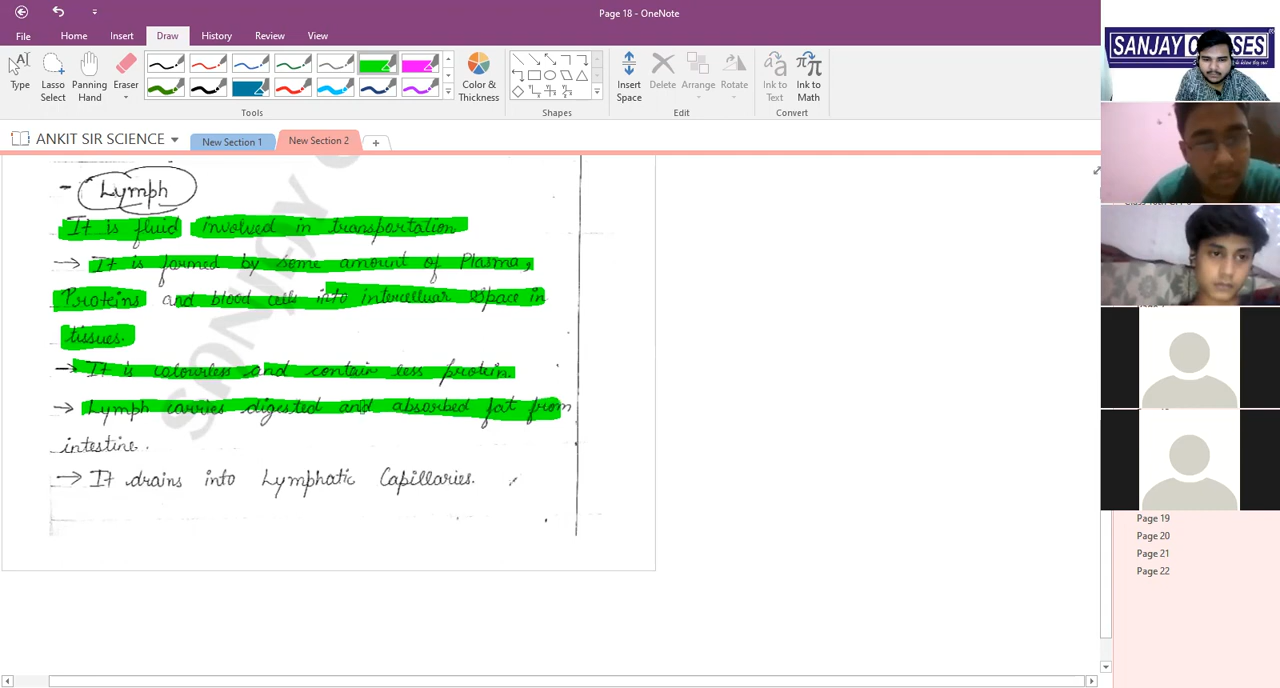 Page 18 - OneNote
File
Home
Insert
Draw
History
Review
View
Type
Lasso Select
Panning Hand
Eraser
Color & Thickness
Insert Space
Delete
Arrange
Rotate
Ink to Text
Ink to Math
Tools
Shapes
Edit
Convert
ANKIT SIR SCIENCE
New Section 1
New Section 2
SANJAY
- Lymph
It is fluid involved in transportation
→ It is formed by some amount of Plasma,
Proteins and blood cells into intercelluar space in
tissues.
→ It is colourless and contain less protein.
→ Lymph carries digested and absorbed fat from
intestine.
→ It drains into Lymphatic Capillaries.
Page 19
Page 20
Page 21
Page 22